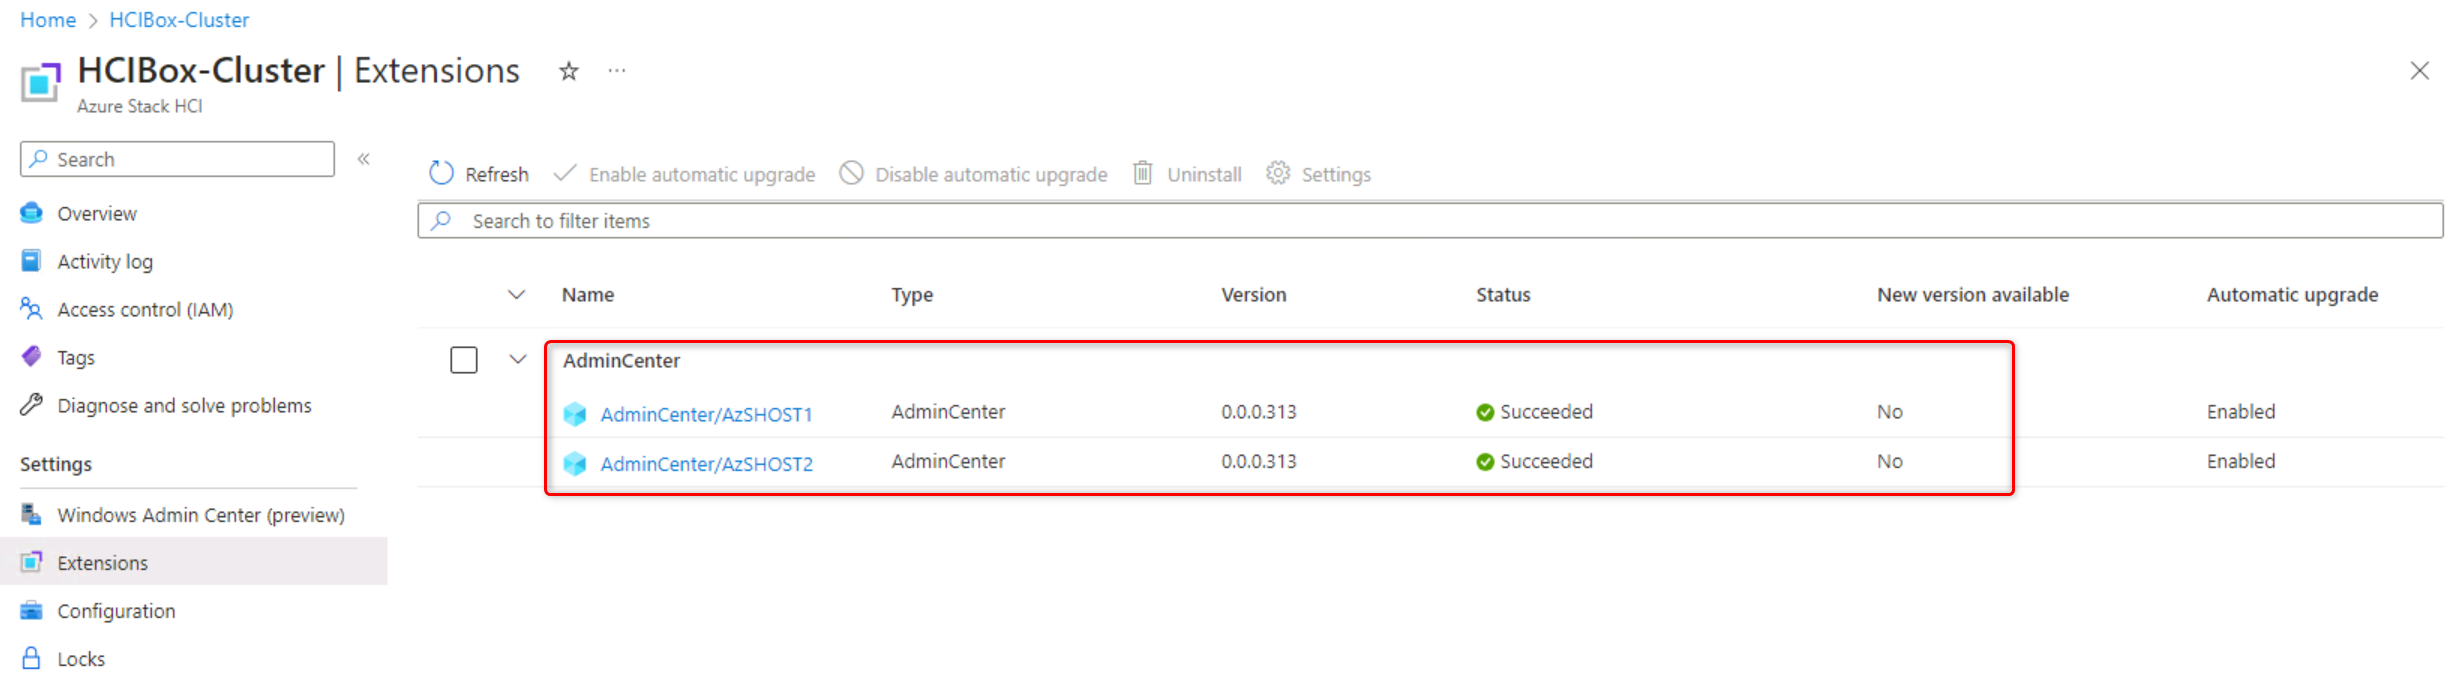 Home > HCIBox-Cluster
HCIBox-Cluster | Extensions ☆ ···
Azure Stack HCI
Search «
Overview
Activity log
Access control (IAM)
Tags
Diagnose and solve problems
Settings
Windows Admin Center (preview)
Extensions
Configuration
Locks
Refresh Enable automatic upgrade Disable automatic upgrade Uninstall Settings
Search to filter items
Name Type Version Status New version available Automatic upgrade
AdminCenter
AdminCenter/AzSHOST1 AdminCenter 0.0.0.313 Succeeded No Enabled
AdminCenter/AzSHOST2 AdminCenter 0.0.0.313 Succeeded No Enabled